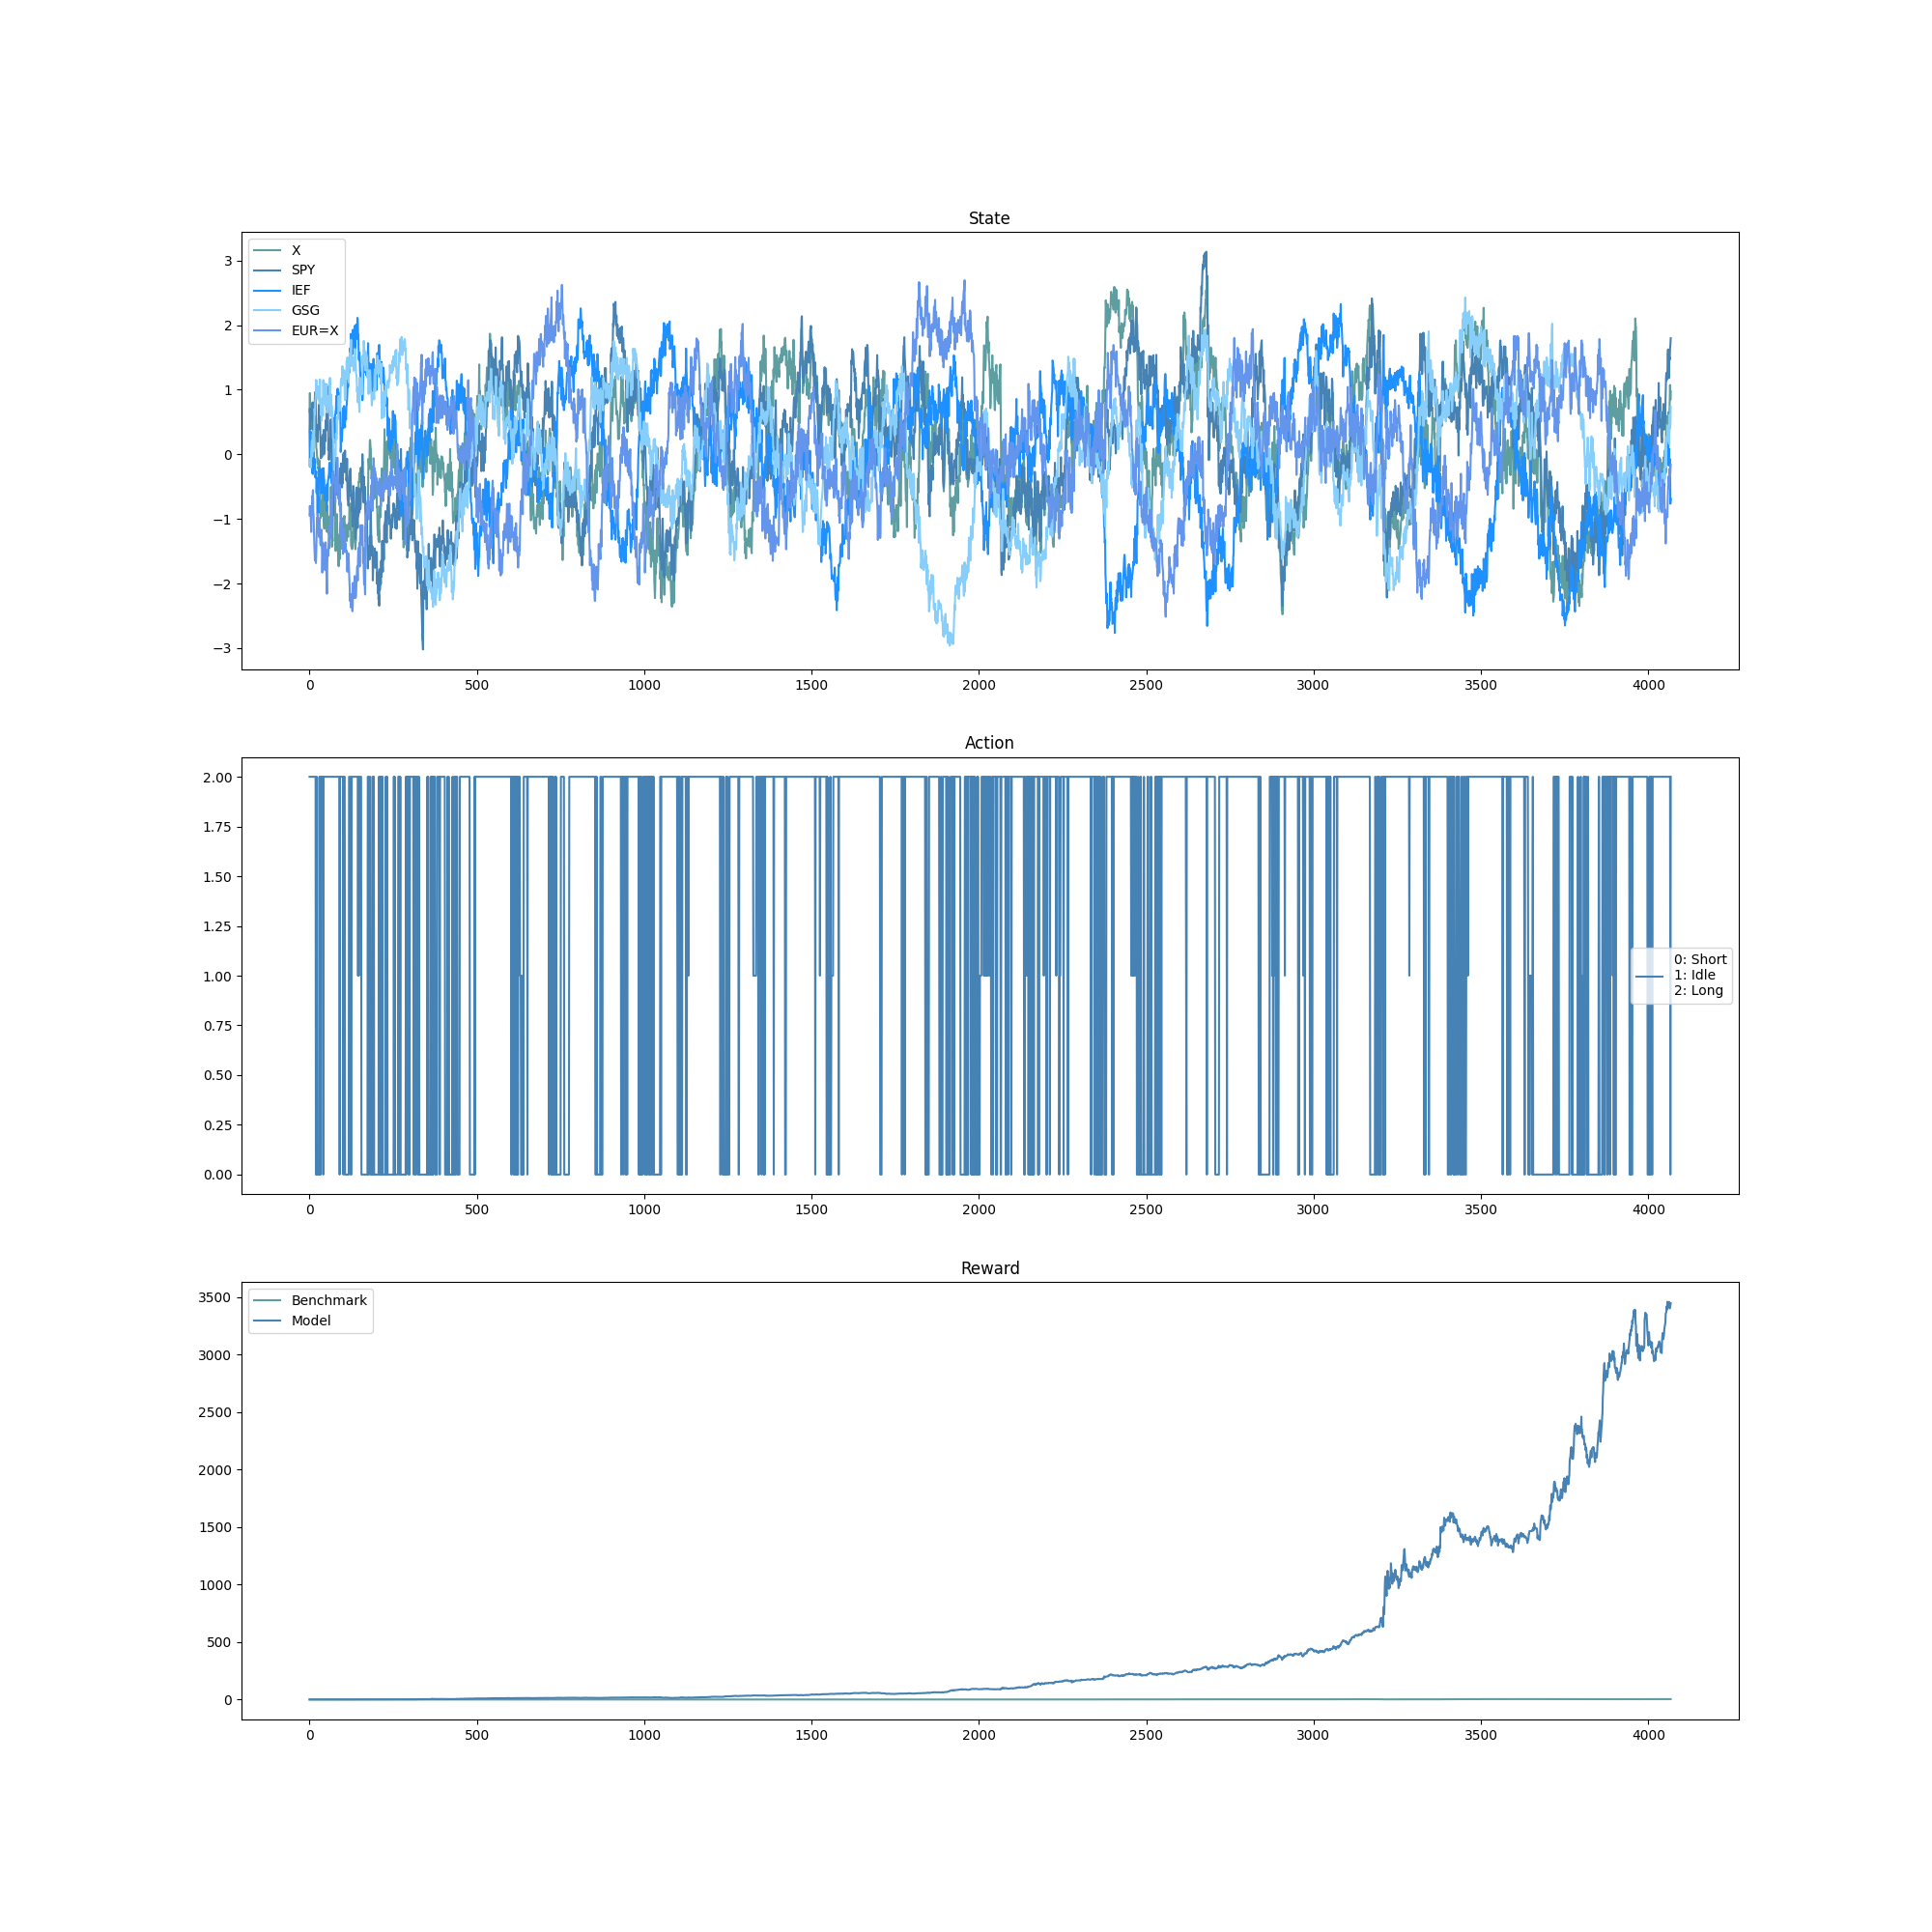 State
3
2
1
0
−1
−2
−3
X
SPY
IEF
GSG
EUR=X
0 500 1000 1500 2000 2500 3000 3500 4000
Action
2.00
1.75
1.50
1.25
1.00
0.75
0.50
0.25
0.00
0: Short
1: Idle
2: Long
0 500 1000 1500 2000 2500 3000 3500 4000
Reward
3500
3000
2500
2000
1500
1000
500
0
Benchmark
Model
0 500 1000 1500 2000 2500 3000 3500 4000